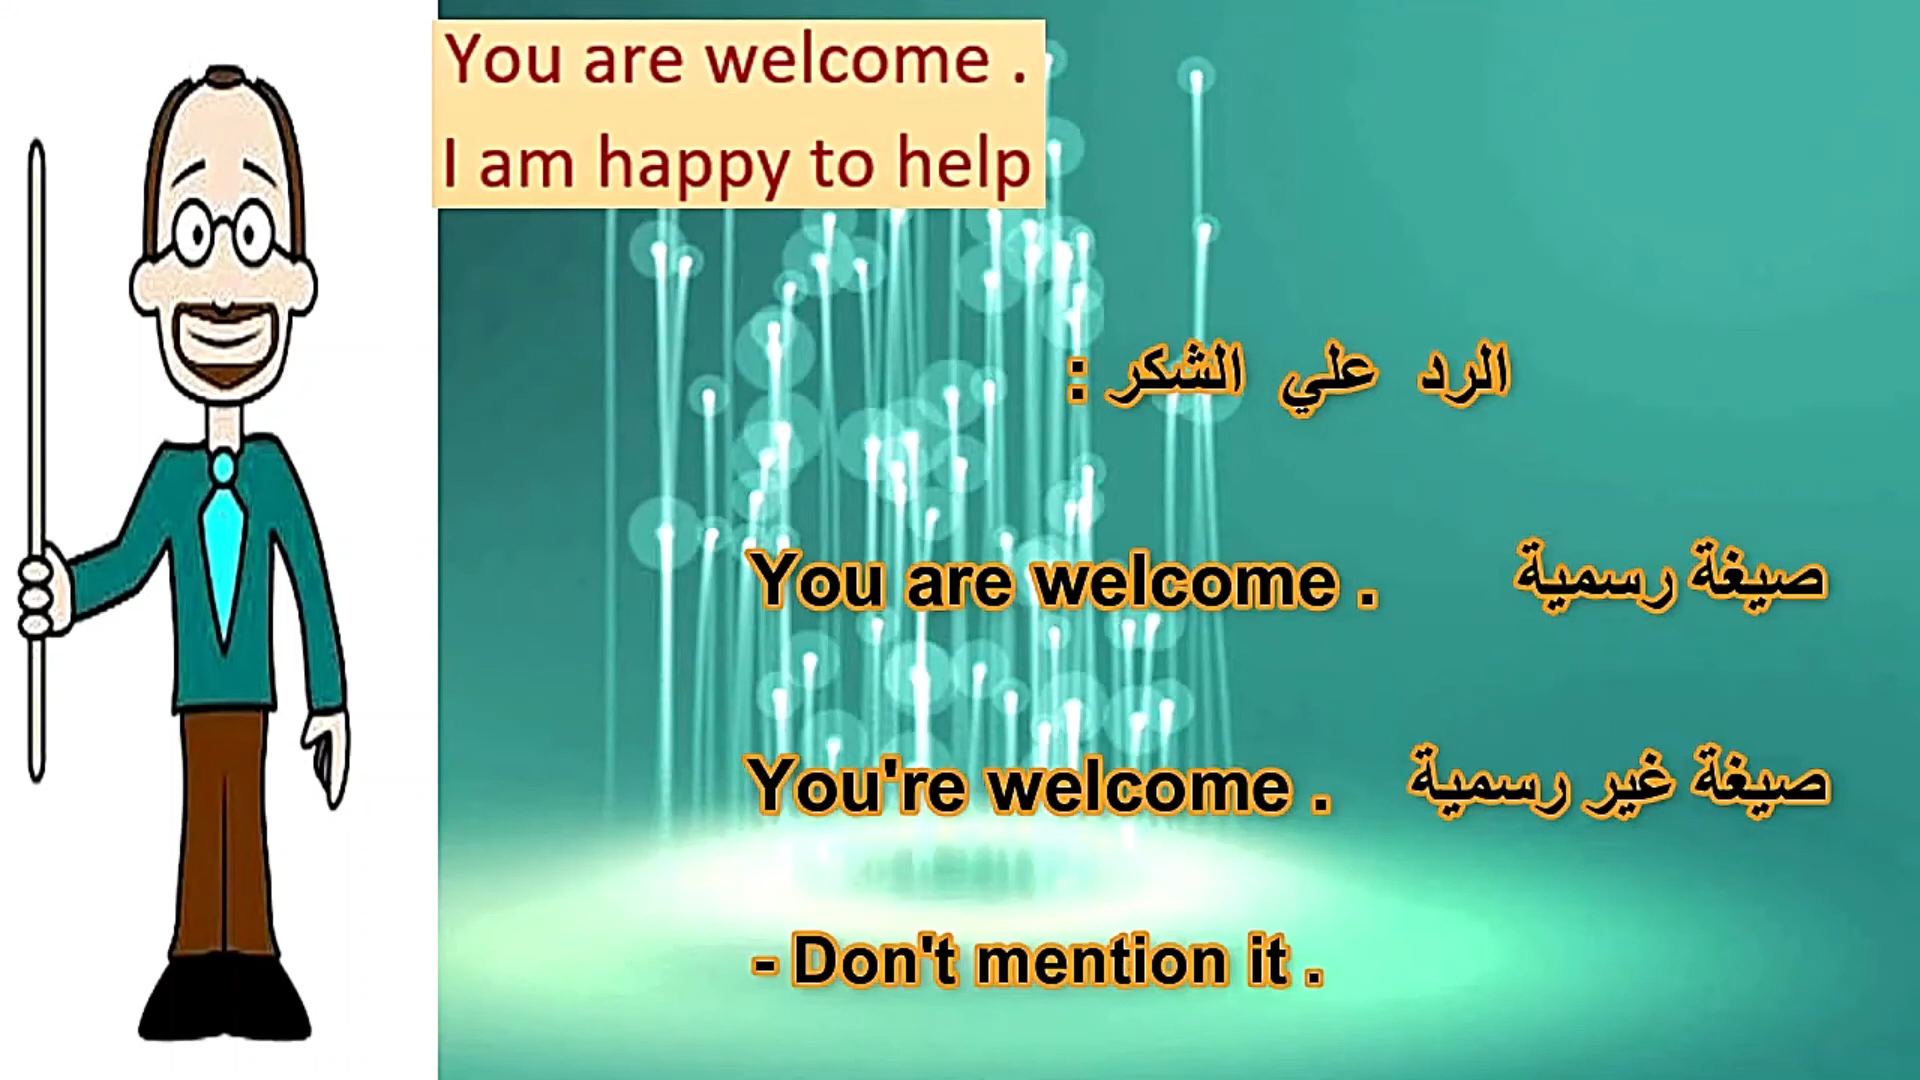 You are welcome .
I am happy to help
الرد علي الشكر :
You are welcome . صيغة رسمية
You're welcome . صيغة غير رسمية
- Don't mention it .